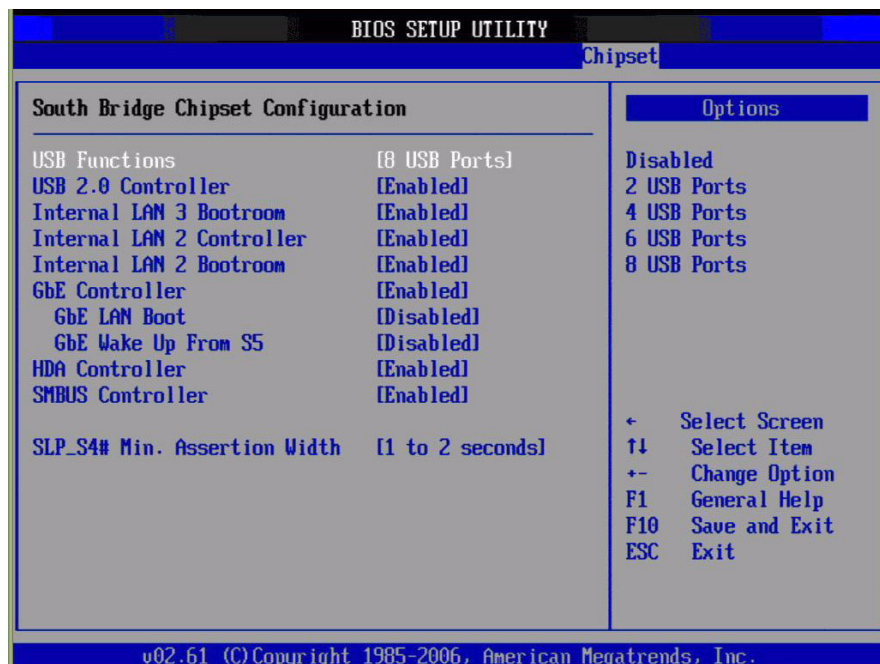 BIOS SETUP UTILITY
Chipset
South Bridge Chipset Configuration
USB Functions [8 USB Ports]
USB 2.0 Controller [Enabled]
Internal LAN 3 Bootroom [Enabled]
Internal LAN 2 Controller [Enabled]
Internal LAN 2 Bootroom [Enabled]
GbE Controller [Enabled]
GbE LAN Boot [Disabled]
GbE Wake Up From S5 [Disabled]
HDA Controller [Enabled]
SMBUS Controller [Enabled]
SLP_S4# Min. Assertion Width [1 to 2 seconds]
Options
Disabled
2 USB Ports
4 USB Ports
6 USB Ports
8 USB Ports
← Select Screen
↑↓ Select Item
+- Change Option
F1 General Help
F10 Save and Exit
ESC Exit
v02.61 (C)Copyright 1985-2006, American Megatrends, Inc.